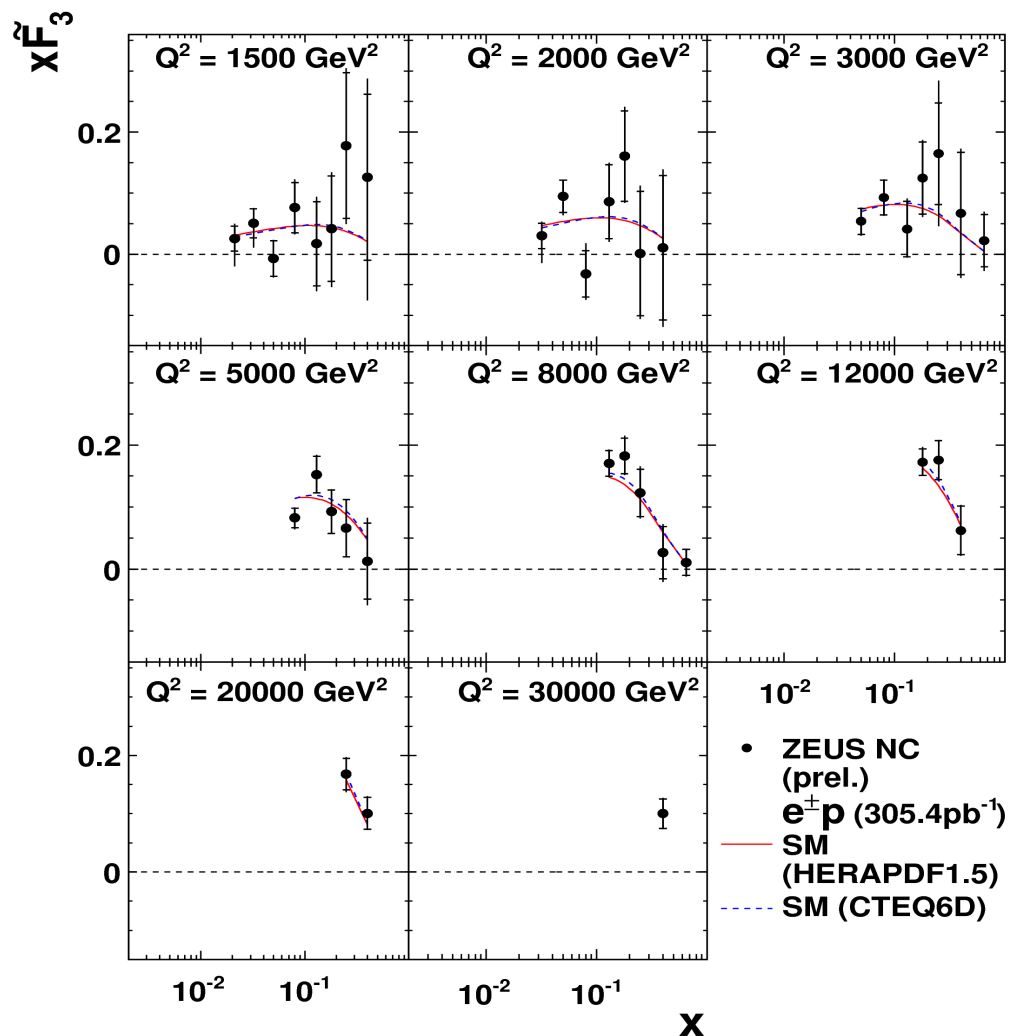 xF̃₃
Q² = 1500 GeV²
Q² = 2000 GeV²
Q² = 3000 GeV²
0.2
0
Q² = 5000 GeV²
Q² = 8000 GeV²
Q² = 12000 GeV²
0.2
0
Q² = 20000 GeV²
Q² = 30000 GeV²
10⁻² 10⁻¹
0.2
0
ZEUS NC
(prel.)
e±p (305.4pb⁻¹)
SM
(HERAPDF1.5)
SM (CTEQ6D)
10⁻² 10⁻¹
10⁻² 10⁻¹
x